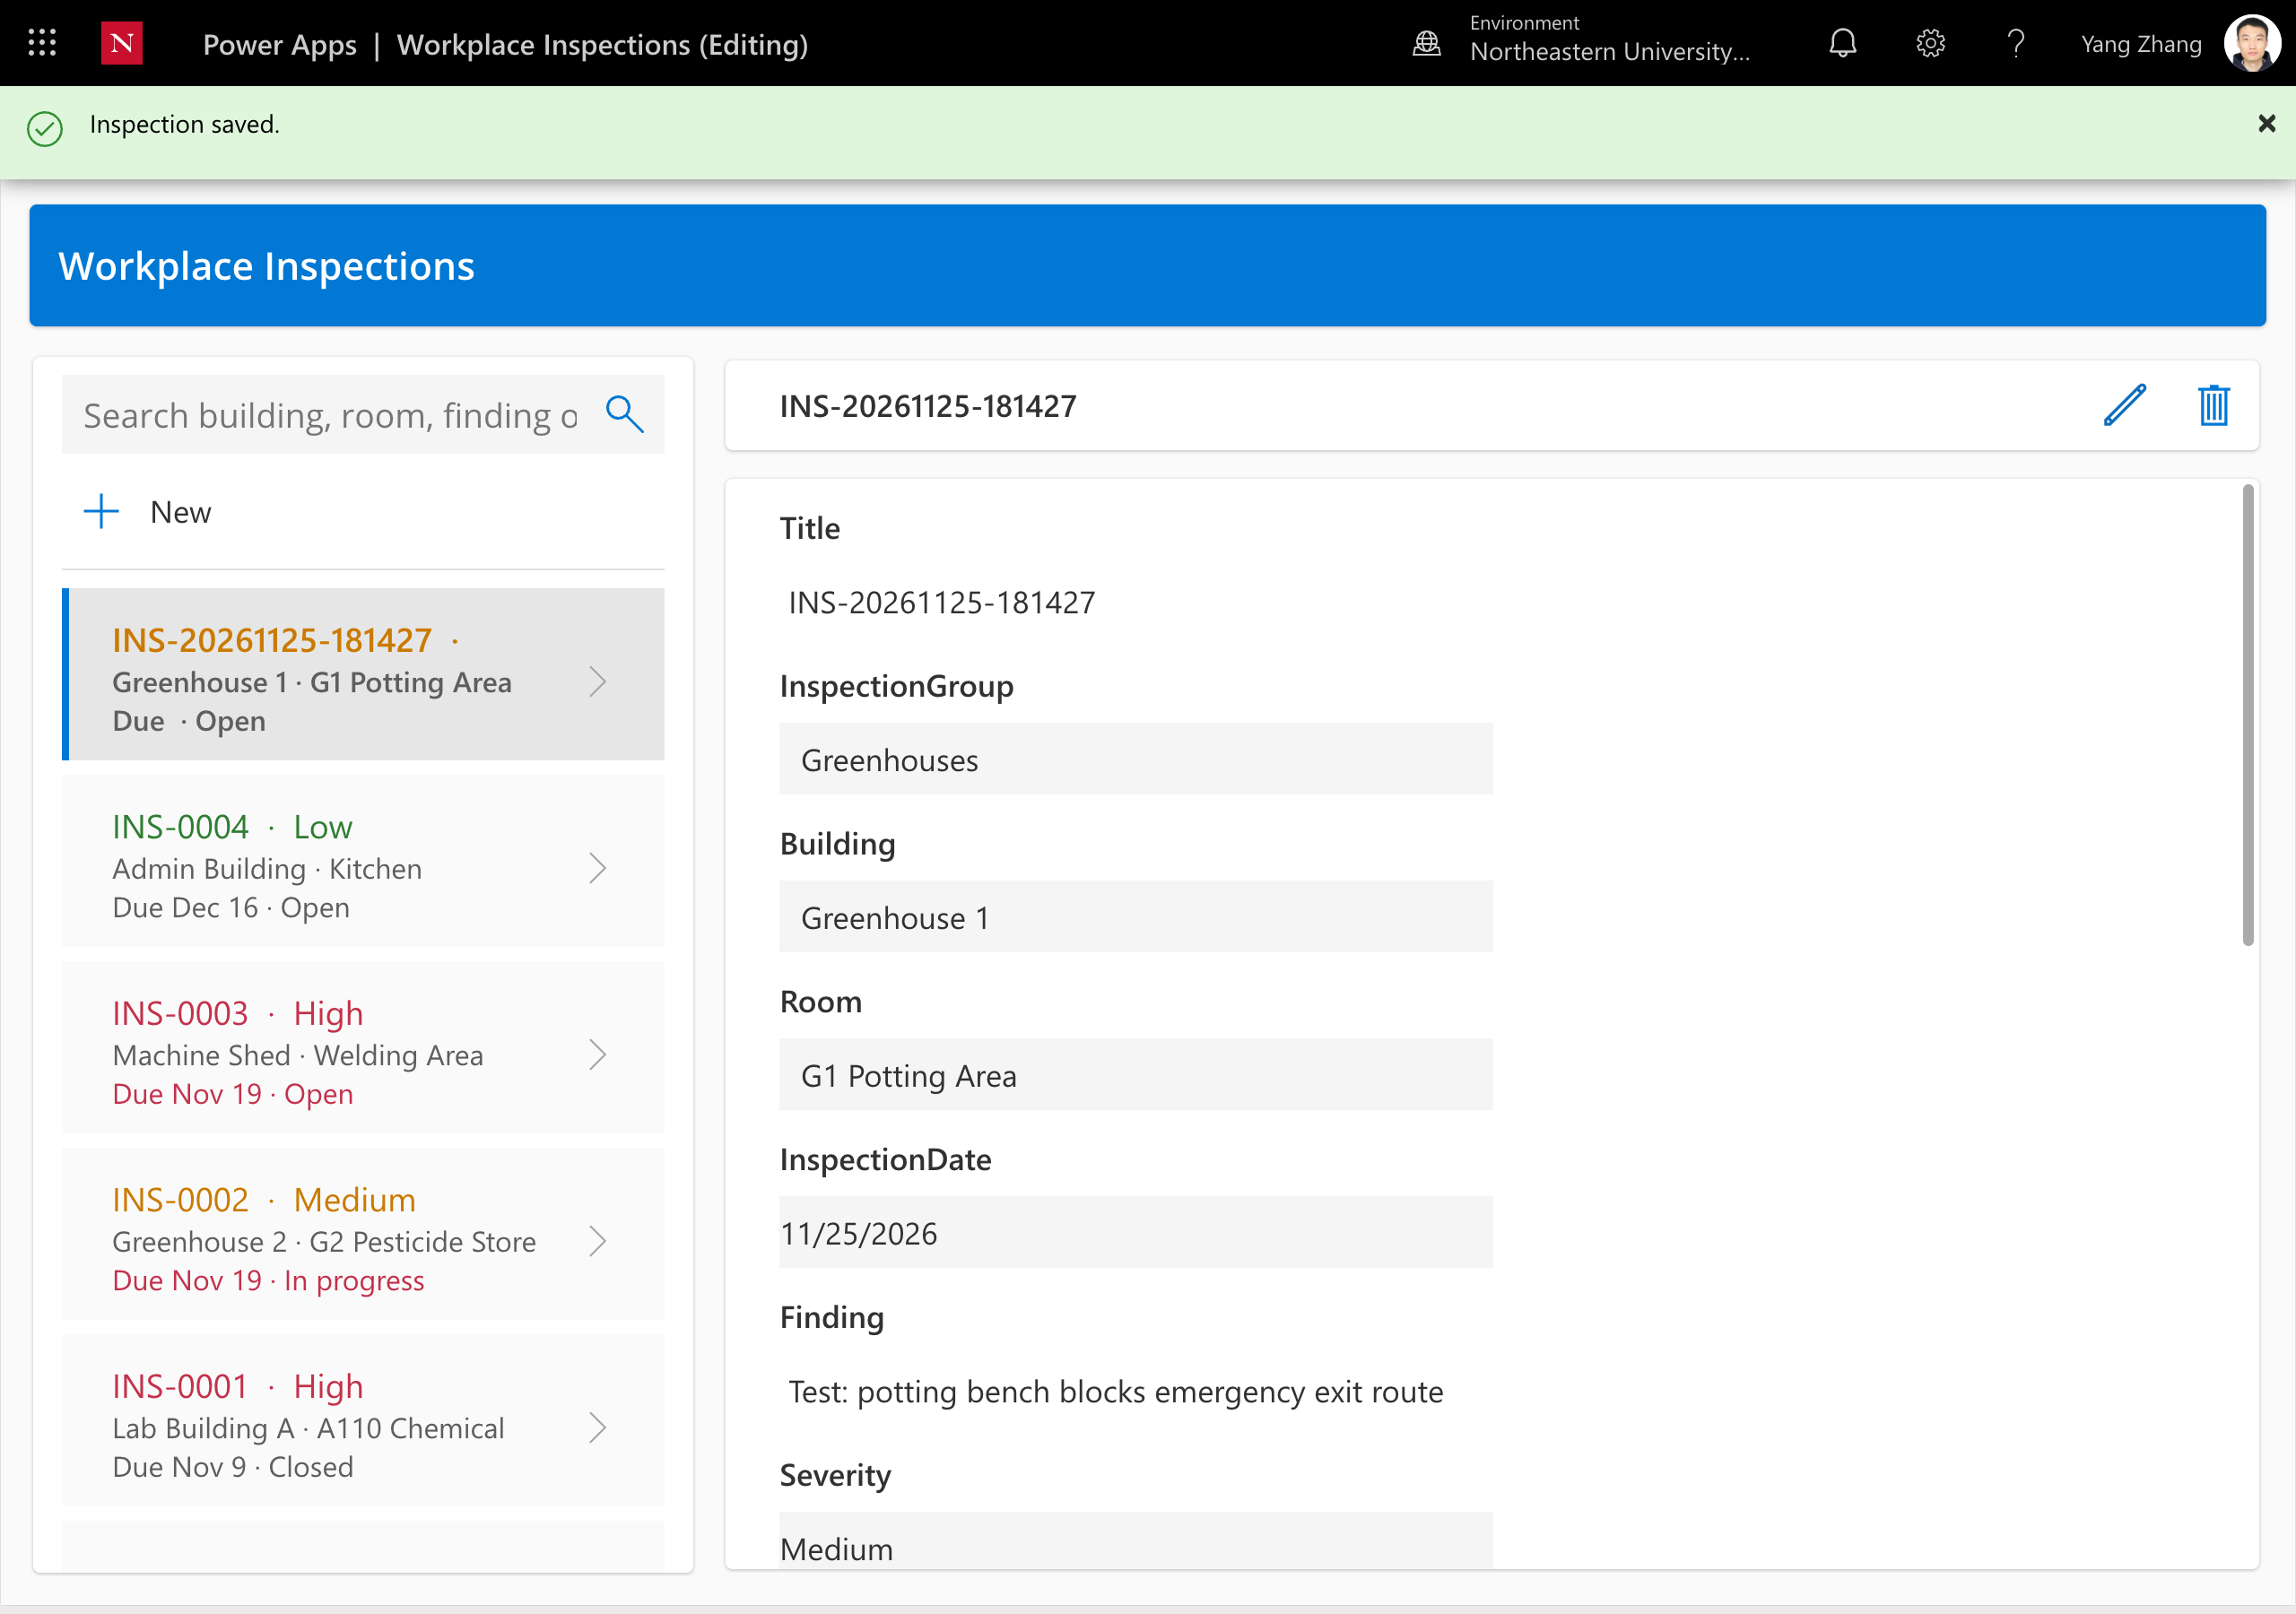 N
Power Apps | Workplace Inspections (Editing)
Environment
Northeastern University...
?
Yang Zhang
Inspection saved.
Workplace Inspections
Search building, room, finding o
New
INS-20261125-181427 ·
Greenhouse 1 · G1 Potting Area
Due · Open
INS-0004 · Low
Admin Building · Kitchen
Due Dec 16 · Open
INS-0003 · High
Machine Shed · Welding Area
Due Nov 19 · Open
INS-0002 · Medium
Greenhouse 2 · G2 Pesticide Store
Due Nov 19 · In progress
INS-0001 · High
Lab Building A · A110 Chemical
Due Nov 9 · Closed
INS-20261125-181427
Title
INS-20261125-181427
InspectionGroup
Greenhouses
Building
Greenhouse 1
Room
G1 Potting Area
InspectionDate
11/25/2026
Finding
Test: potting bench blocks emergency exit route
Severity
Medium